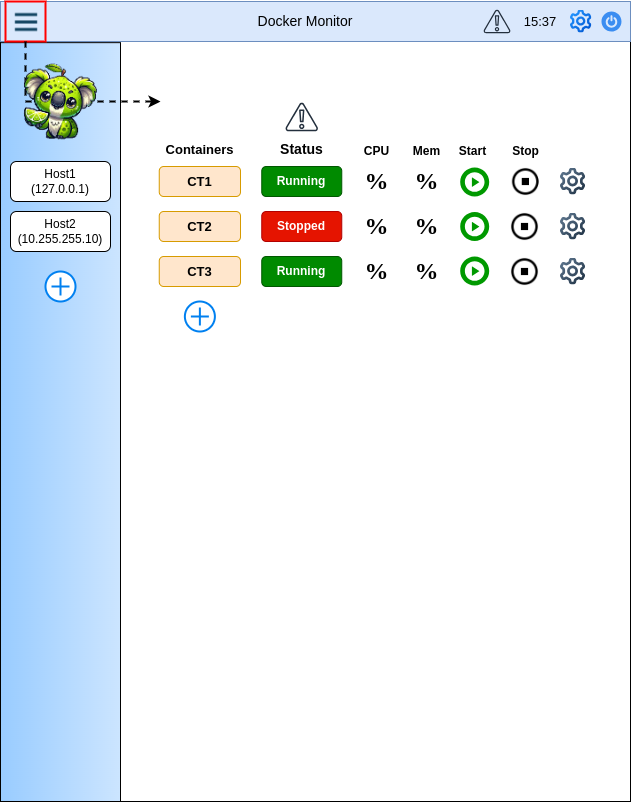 Docker Monitor
15:37
Host1
(127.0.0.1)
Host2
(10.255.255.10)
Containers Status CPU Mem Start Stop
CT1 Running % %
CT2 Stopped % %
CT3 Running % %